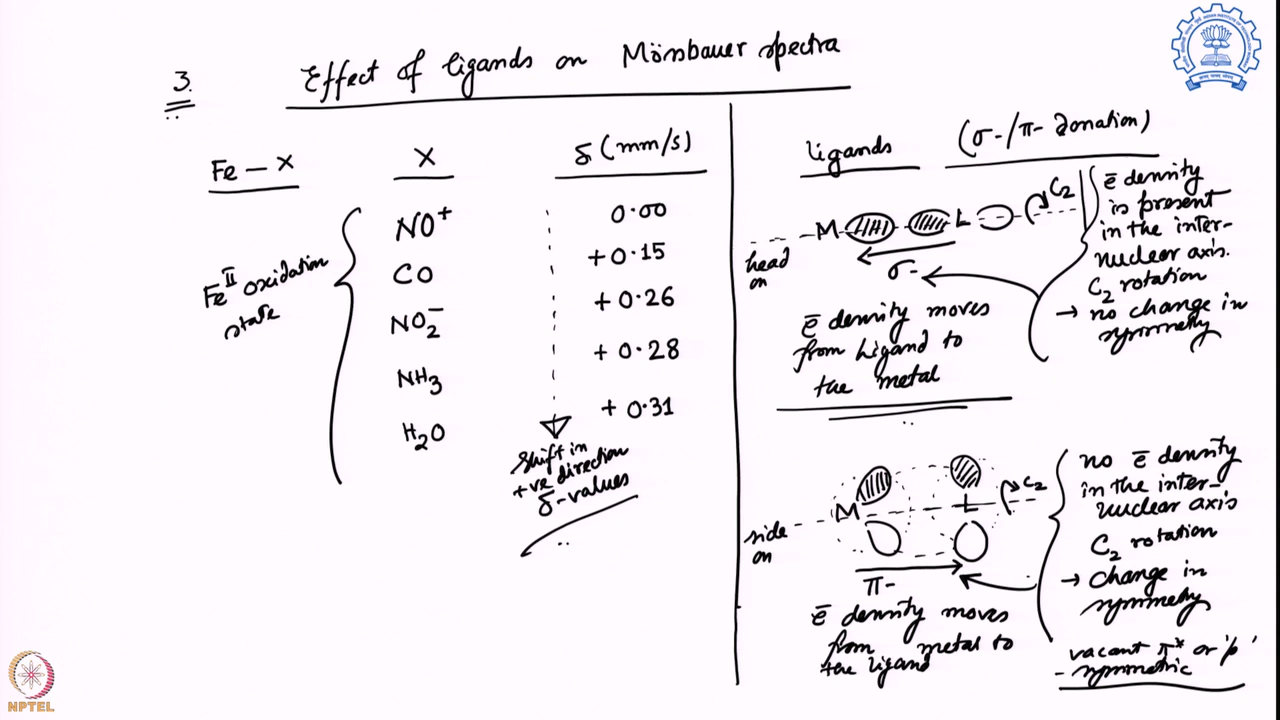 3.
Effect of ligands on Mössbauer spectra
Fe - X
X
δ (mm/s)
Fe^II oxidation
state
NO⁺
0.00
CO
+ 0.15
NO₂⁻
+ 0.26
NH₃
+ 0.28
H₂O
+ 0.31
shift in
+ve direction
δ-values
ligands
(σ-/π- donation)
M
L
C₂
head
on
σ-
ē density moves
from ligand to
the metal
ē density
is present
in the inter-
nuclear axis.
C₂ rotation
→ no change in
symmetry
M
L
C₂
side
on
π-
ē density moves
from metal to
the ligand
no ē density
in the inter-
nuclear axis
C₂ rotation
→ change in
symmetry
vacant π* or 'p'
- symmetric
NPTEL